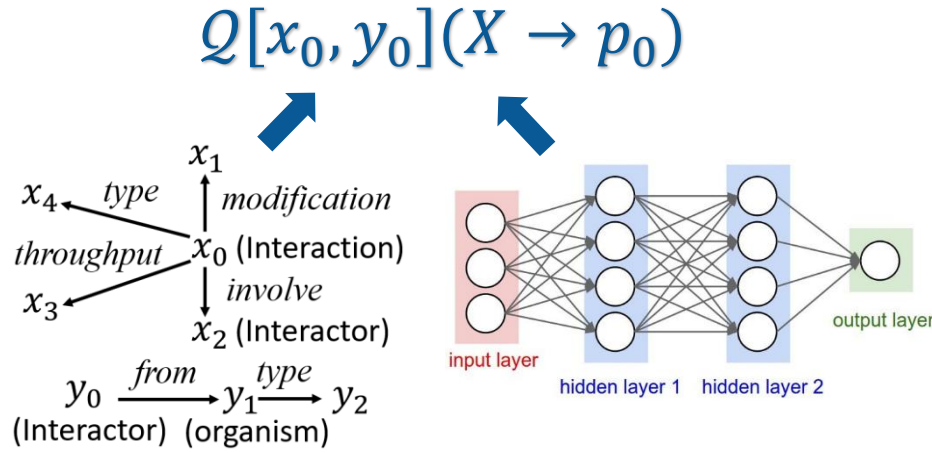 𝒬[x₀, y₀](X → p₀)
x₁
x₄ type modification
x₀ (Interaction)
throughput
involve
x₃
x₂ (Interactor)
from type
y₀ y₁ y₂
(Interactor) (organism)
input layer
hidden layer 1
hidden layer 2
output layer